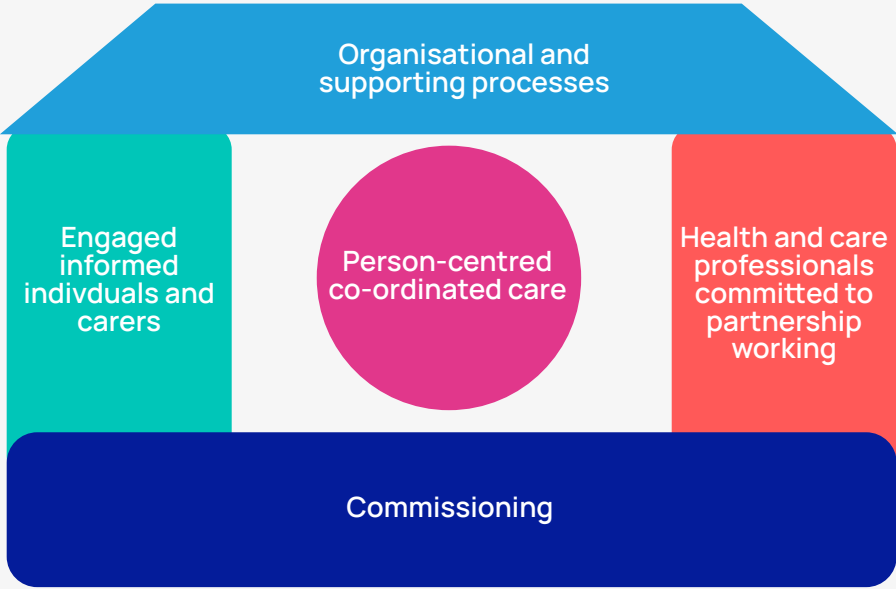 Organisational and
supporting processes
Engaged
informed
indivduals and
carers
Person-centred
co-ordinated care
Health and care
professionals
committed to
partnership
working
Commissioning